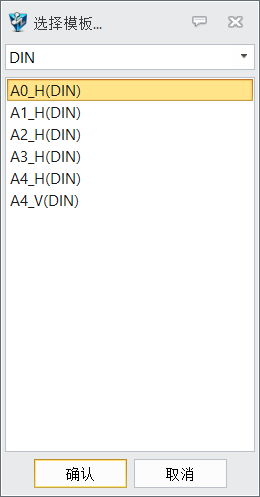 选择模板...
DIN
A0_H(DIN)
A1_H(DIN)
A2_H(DIN)
A3_H(DIN)
A4_H(DIN)
A4_V(DIN)
确认
取消